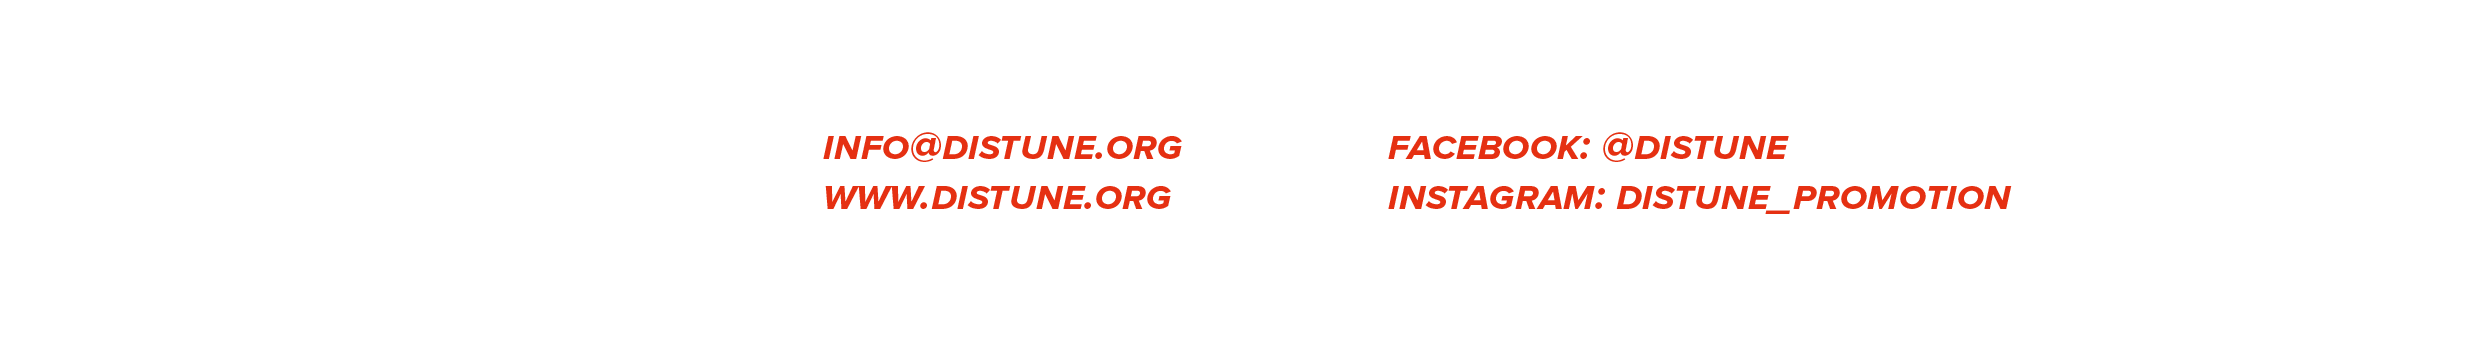 INFO@DISTUNE.ORG
WWW.DISTUNE.ORG
FACEBOOK: @DISTUNE
INSTAGRAM: DISTUNE_PROMOTION